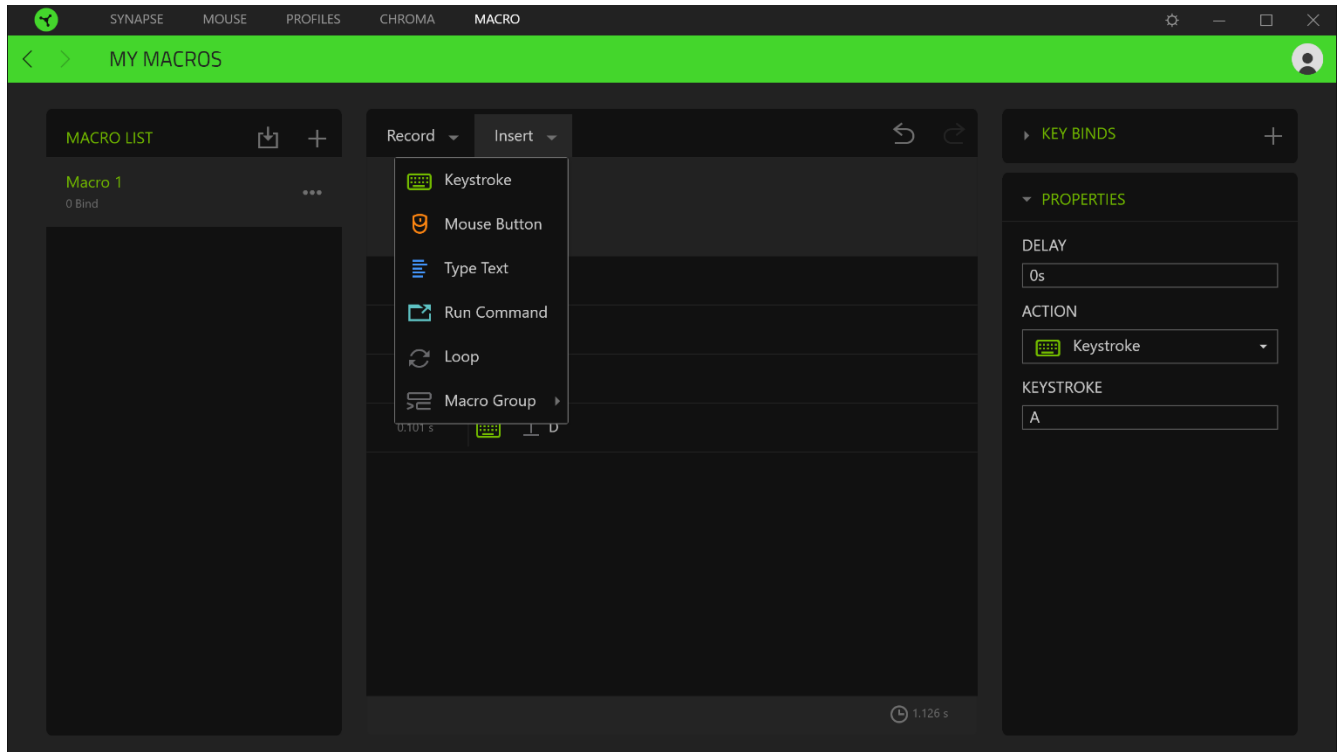 SYNAPSE MOUSE PROFILES CHROMA MACRO
MY MACROS
MACRO LIST
Macro 1
0 Bind
Record Insert
Keystroke
Mouse Button
Type Text
Run Command
Loop
Macro Group
0.101 s D
1.126 s
KEY BINDS
PROPERTIES
DELAY
0s
ACTION
Keystroke
KEYSTROKE
A